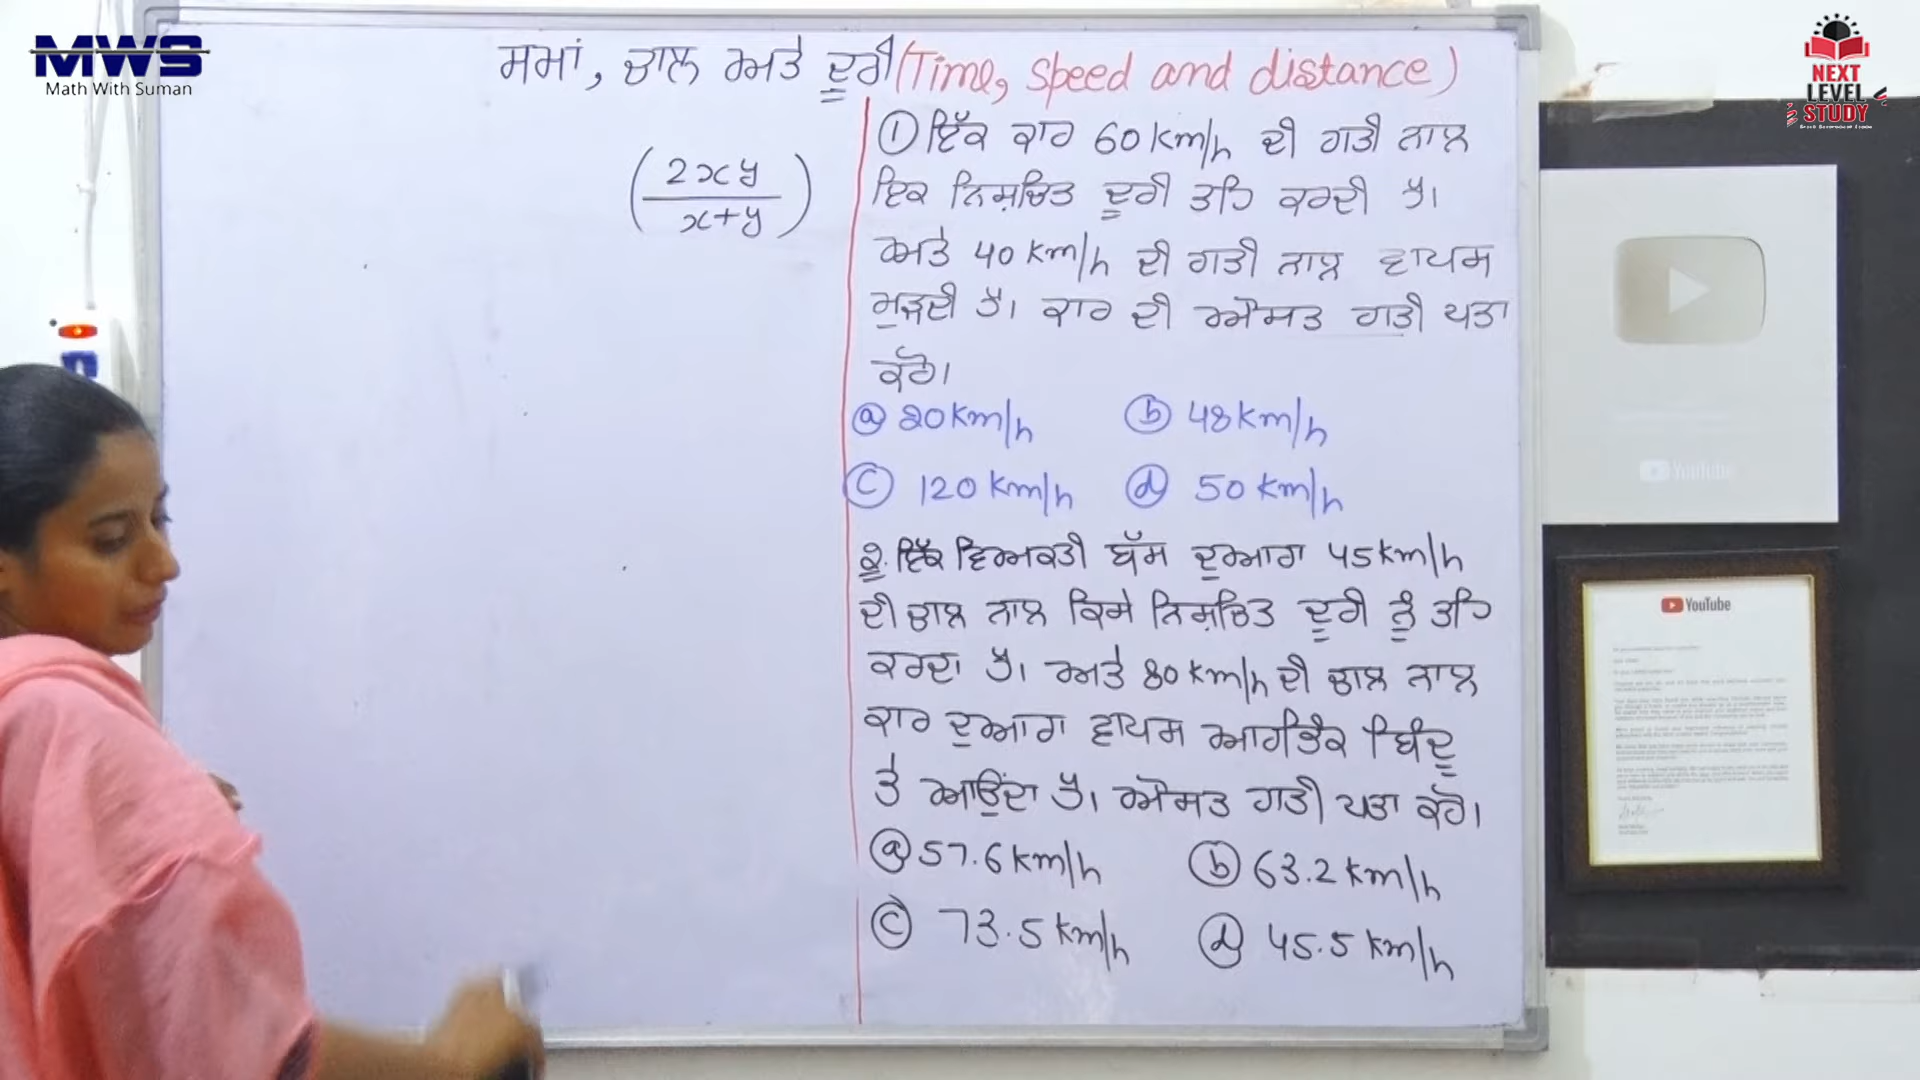 MWS
Math With Suman
NEXT
LEVEL
STUDY
ਸਮਾਂ, ਚਾਲ ਅਤੇ ਦੂਰੀ (Time, speed and distance)
(2xy / x+y)
① ਇੱਕ ਕਾਰ 60 km/h ਦੀ ਗਤੀ ਨਾਲ
ਇਕ ਨਿਸ਼ਚਿਤ ਦੂਰੀ ਤਹਿ ਕਰਦੀ ਹੈ।
ਅਤੇ 40 km/h ਦੀ ਗਤੀ ਨਾਲ ਵਾਪਸ
ਮੁੜਦੀ ਹੈ। ਕਾਰ ਦੀ ਔਸਤ ਗਤੀ ਪਤਾ
ਕਰੋ।
ⓐ 20 km/h ⓑ 48 km/h
ⓒ 120 km/h ⓓ 50 km/h
2. ਇੱਕ ਵਿਅਕਤੀ ਬੱਸ ਦੁਆਰਾ 45 km/h
ਦੀ ਚਾਲ ਨਾਲ ਕਿਸੇ ਨਿਸ਼ਚਿਤ ਦੂਰੀ ਨੂੰ ਤਹਿ
ਕਰਦਾ ਹੈ। ਅਤੇ 80 km/h ਦੀ ਚਾਲ ਨਾਲ
ਕਾਰ ਦੁਆਰਾ ਵਾਪਸ ਆਰੰਭਿਕ ਬਿੰਦੂ
ਤੇ ਆਉਂਦਾ ਹੈ। ਔਸਤ ਗਤੀ ਪਤਾ ਕਰੋ।
ⓐ 57.6 km/h ⓑ 63.2 km/h
ⓒ 73.5 km/h ⓓ 45.5 km/h
YouTube
YouTube